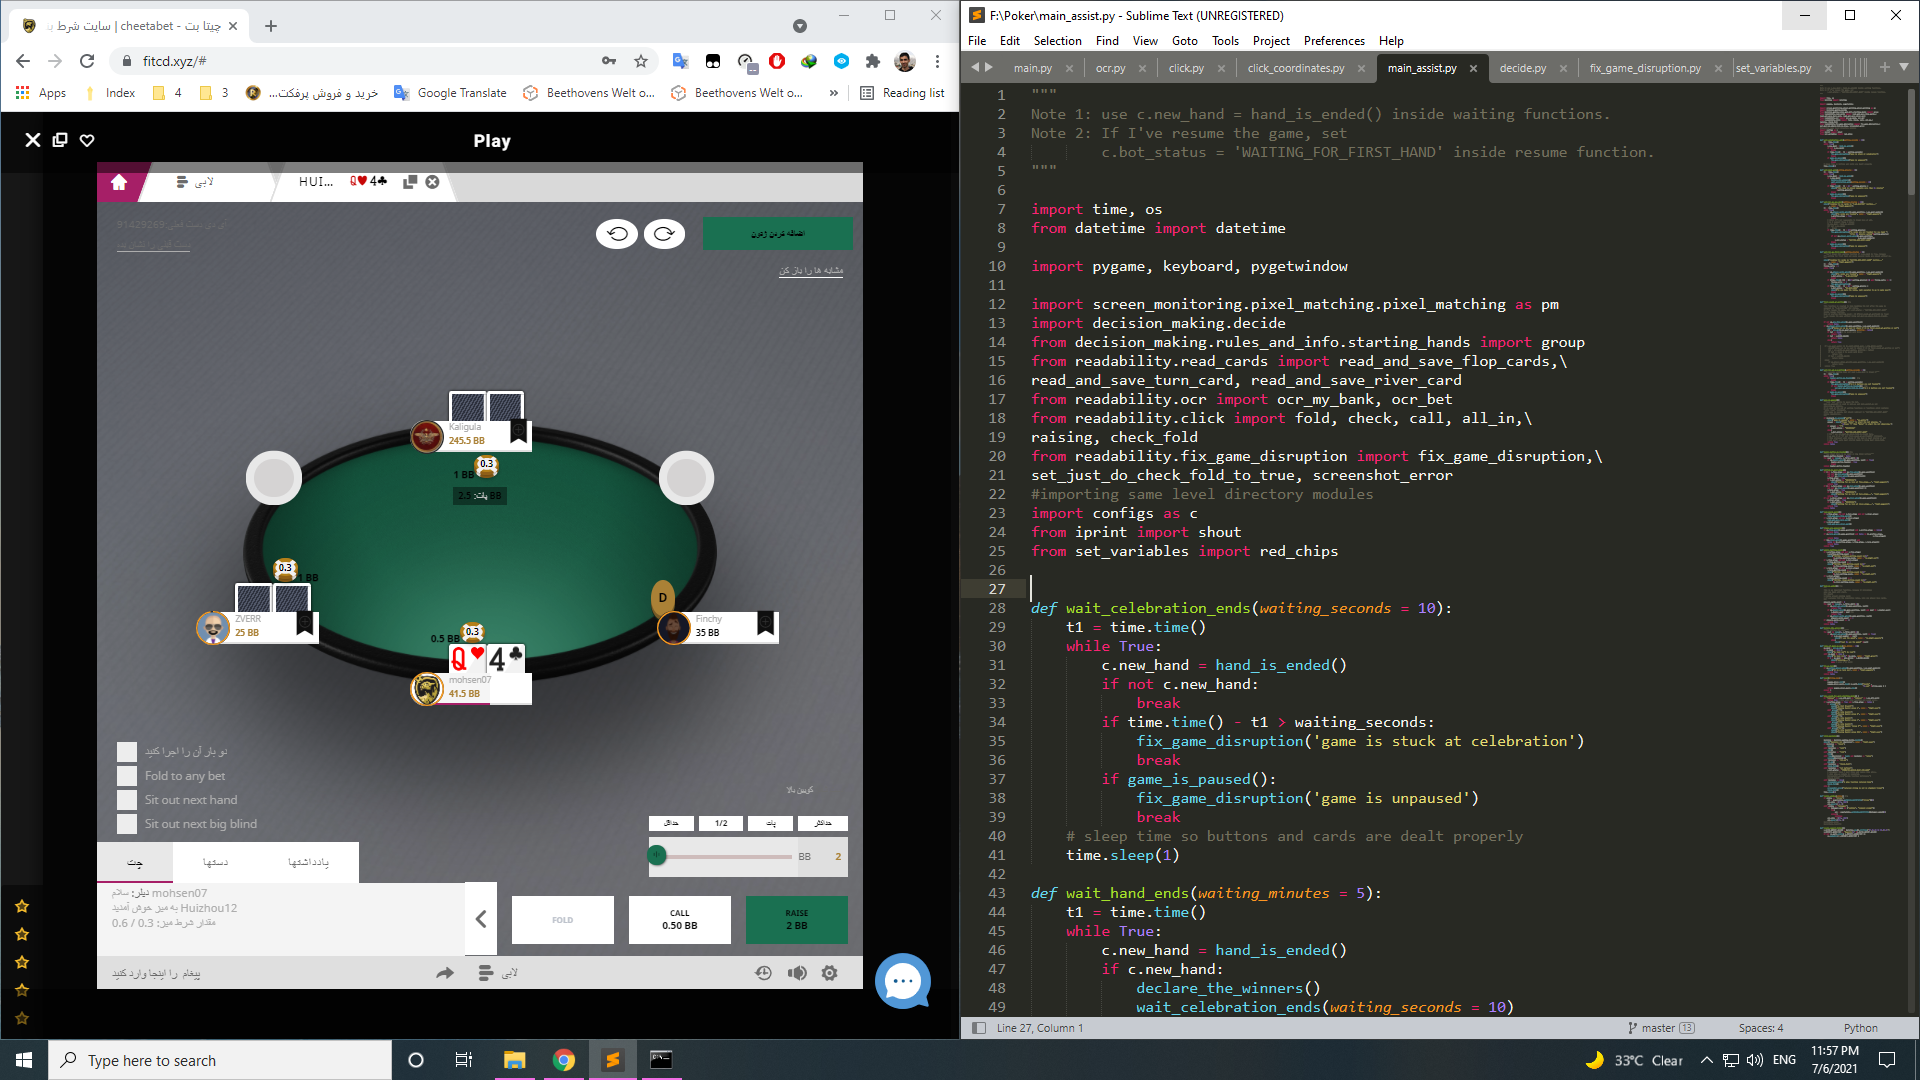 چیتا بت - cheetabet | سایت شرط ب
fitcd.xyz/#
Apps
Index
4
3
خرید و فروش پرفکت...
Google Translate
Beethovens Welt o...
Beethovens Welt o...
»
Reading list
Play
لابی
HUI...
Q♥ 4♣
91429269
اضافه کردن ژتون
مشابه ها را باز کن
Kaligula
245.5 BB
0.3
1 BB
پات: 2.5 BB
0.3
1 BB
ZVERR
25 BB
D
Finchy
35 BB
0.3
0.5 BB
Q♥ 4♣
mohsen07
41.5 BB
دو بار آن را اجرا کنید
Fold to any bet
Sit out next hand
Sit out next big blind
کوپین بالا
حداقل
1/2
پات
حداکثر
BB 2
چت
دستها
یادداشتها
دیلر: سلام mohsen07
به میز خوش آمدید Huizhou12
مقدار شرط میز: 0.3 / 0.6
FOLD
CALL
0.50 BB
RAISE
2 BB
پیغام را اینجا وارد کنید
لابی
F:\Poker\main_assist.py - Sublime Text (UNREGISTERED)
File Edit Selection Find View Goto Tools Project Preferences Help
main.py
ocr.py
click.py
click_coordinates.py
main_assist.py
decide.py
fix_game_disruption.py
set_variables.py
1 """
2 Note 1: use c.new_hand = hand_is_ended() inside waiting functions.
3 Note 2: If I've resume the game, set
4         c.bot_status = 'WAITING_FOR_FIRST_HAND' inside resume function.
5 """
6
7 import time, os
8 from datetime import datetime
9
10 import pygame, keyboard, pygetwindow
11
12 import screen_monitoring.pixel_matching.pixel_matching as pm
13 import decision_making.decide
14 from decision_making.rules_and_info.starting_hands import group
15 from readability.read_cards import read_and_save_flop_cards,\
16 read_and_save_turn_card, read_and_save_river_card
17 from readability.ocr import ocr_my_bank, ocr_bet
18 from readability.click import fold, check, call, all_in,\
19 raising, check_fold
20 from readability.fix_game_disruption import fix_game_disruption,\
21 set_just_do_check_fold_to_true, screenshot_error
22 #importing same level directory modules
23 import configs as c
24 from iprint import shout
25 from set_variables import red_chips
26
27
28 def wait_celebration_ends(waiting_seconds = 10):
29     t1 = time.time()
30     while True:
31         c.new_hand = hand_is_ended()
32         if not c.new_hand:
33             break
34         if time.time() - t1 > waiting_seconds:
35             fix_game_disruption('game is stuck at celebration')
36             break
37         if game_is_paused():
38             fix_game_disruption('game is unpaused')
39             break
40     # sleep time so buttons and cards are dealt properly
41     time.sleep(1)
42
43 def wait_hand_ends(waiting_minutes = 5):
44     t1 = time.time()
45     while True:
46         c.new_hand = hand_is_ended()
47         if c.new_hand:
48             declare_the_winners()
49             wait_celebration_ends(waiting_seconds = 10)
Line 27, Column 1
master 13
Spaces: 4
Python
Type here to search
33°C Clear
ENG
11:57 PM
7/6/2021